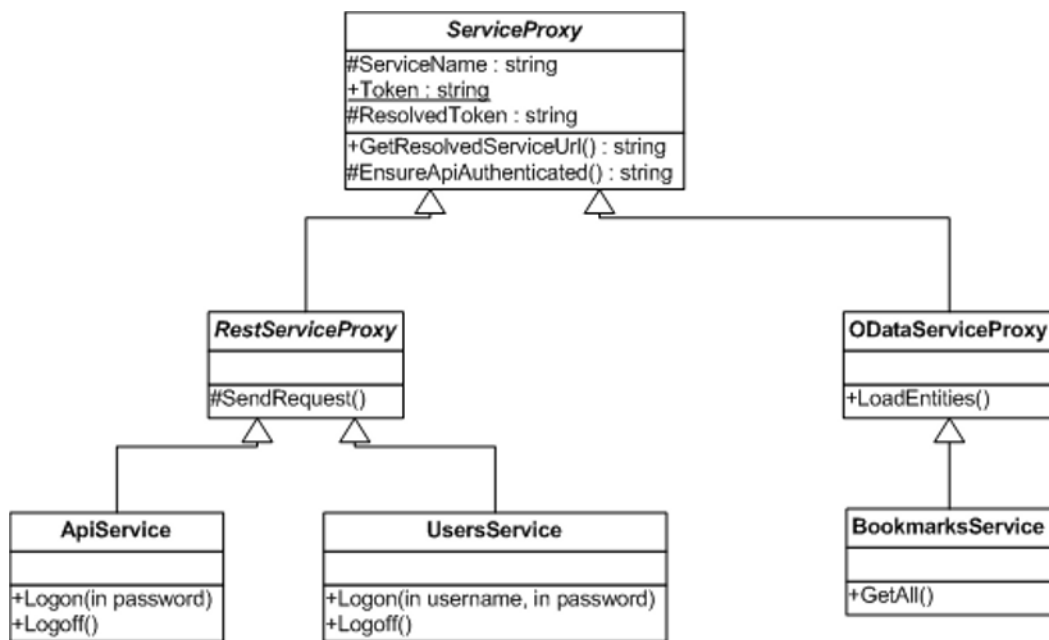 ServiceProxy
#ServiceName : string
+Token : string
#ResolvedToken : string
+GetResolvedServiceUrl() : string
#EnsureApiAuthenticated() : string
RestServiceProxy
#SendRequest()
ODataServiceProxy
+LoadEntities()
ApiService
+Logon(in password)
+Logoff()
UsersService
+Logon(in username, in password)
+Logoff()
BookmarksService
+GetAll()